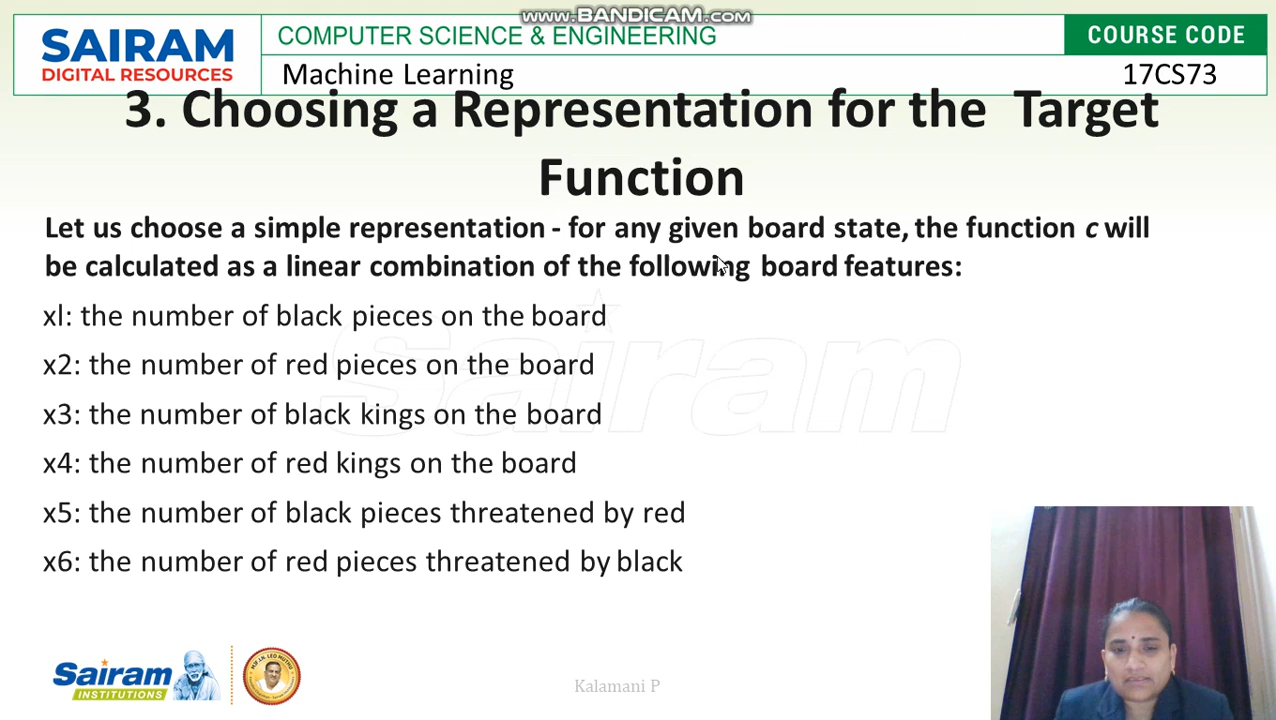 www.BANDICAM.com
SAIRAM
DIGITAL RESOURCES
COMPUTER SCIENCE & ENGINEERING
COURSE CODE
Machine Learning
17CS73
3. Choosing a Representation for the Target
Function
Let us choose a simple representation - for any given board state, the function c will
be calculated as a linear combination of the following board features:
xl: the number of black pieces on the board
x2: the number of red pieces on the board
x3: the number of black kings on the board
x4: the number of red kings on the board
x5: the number of black pieces threatened by red
x6: the number of red pieces threatened by black
Sairam
Sairam
INSTITUTIONS
Kalamani P